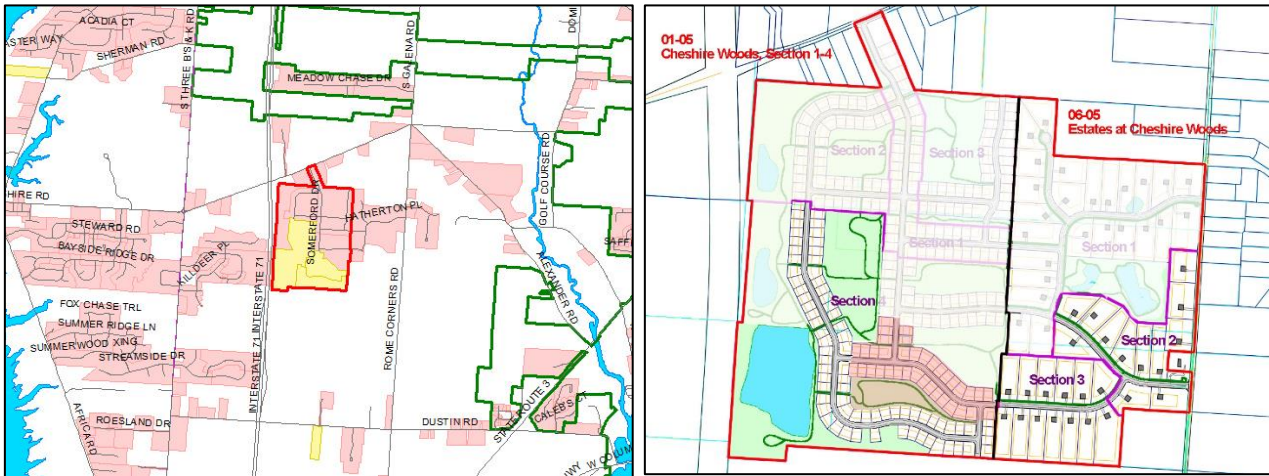 ACADIA CT
ASTER WAY
SHERMAN RD
S THREE B'S & K RD
S GALENA RD
MEADOW CHASE DR
GOLF COURSE RD
HIRE RD
STEWARD RD
BAYSIDE RIDGE DR
KILLDEER PL
SOMERFORD DR
HATHERTON PL
ALEXANDER RD
FOX CHASE TRL
SUMMER RIDGE LN
SUMMERWOOD XING
STREAMSIDE DR
INTERSTATE 71 INTERSTATE 71
ROME CORNERS RD
AFRICA RD
ROESLAND DR
DUSTIN RD
STATE ROUTE 3
CALEB'S CT
W COLUM
01-05
Cheshire Woods, Section 1-4
06-05
Estates at Cheshire Woods
Section 2
Section 3
Section 1
Section 1
Section 2
Section 3